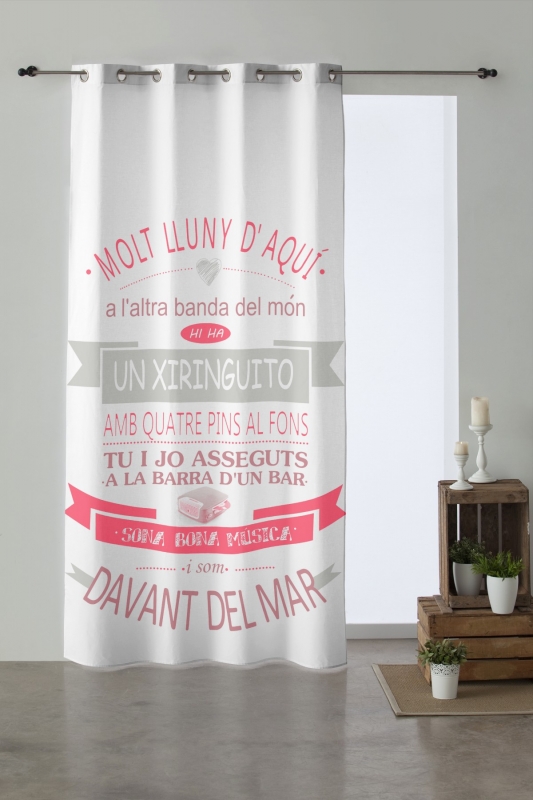 · MOLT LLUNY D'AQUÍ ·
a l'altra banda del món
HI HA
UN XIRINGUITO
AMB QUATRE PINS AL FONS
TU I JO ASSEGUTS
·A LA BARRA D'UN BAR·
· SONA BONA MÚSICA ·
·i som·
DAVANT DEL MAR